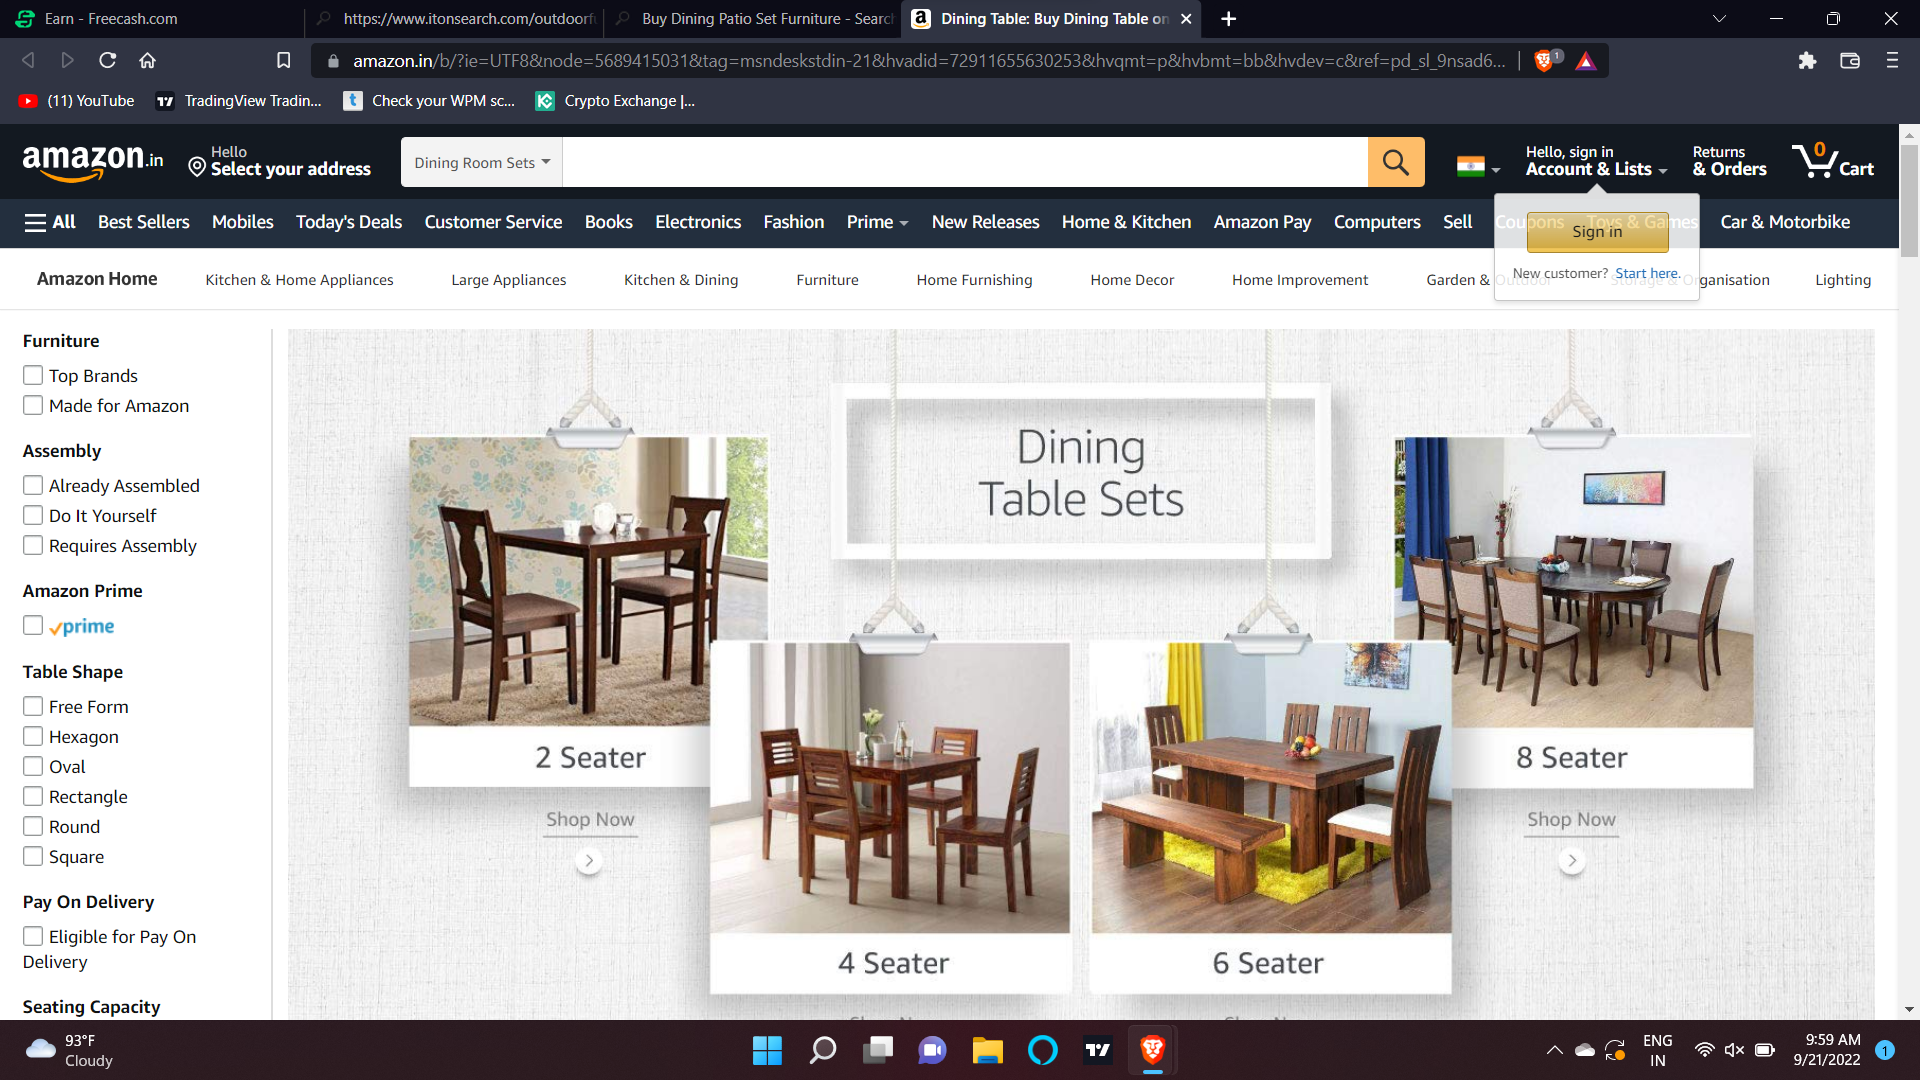 Earn - Freecash.com
https://www.itonsearch.com/outdoorfu
Buy Dining Patio Set Furniture - Search
Dining Table: Buy Dining Table on
amazon.in/b/?ie=UTF8&node=5689415031&tag=msndeskstdin-21&hvadid=72911655630253&hvqmt=p&hvbmt=bb&hvdev=c&ref=pd_sl_9nsad6...
1
(11) YouTube
TradingView Tradin...
Check your WPM sc...
Crypto Exchange |...
amazon.in
Hello
Select your address
Dining Room Sets
Hello, sign in
Account & Lists
Returns
& Orders
0
Cart
All
Best Sellers
Mobiles
Today's Deals
Customer Service
Books
Electronics
Fashion
Prime
New Releases
Home & Kitchen
Amazon Pay
Computers
Sell
Coupons
Toys & Games
Car & Motorbike
Sign in
New customer? Start here.
Amazon Home
Kitchen & Home Appliances
Large Appliances
Kitchen & Dining
Furniture
Home Furnishing
Home Decor
Home Improvement
Garden & Outdoor
Storage & Organisation
Lighting
Furniture
Top Brands
Made for Amazon
Assembly
Already Assembled
Do It Yourself
Requires Assembly
Amazon Prime
prime
Table Shape
Free Form
Hexagon
Oval
Rectangle
Round
Square
Pay On Delivery
Eligible for Pay On
Delivery
Seating Capacity
Dining
Table Sets
2 Seater
Shop Now
4 Seater
6 Seater
8 Seater
Shop Now
93°F
Cloudy
ENG
IN
9:59 AM
9/21/2022
1